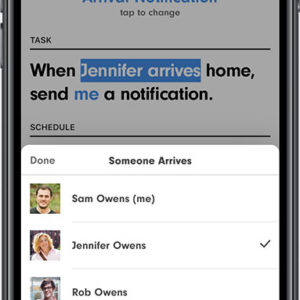 Arrival Notification
tap to change
TASK
When Jennifer arrives home,
send me a notification.
SCHEDULE
Done Someone Arrives
Sam Owens (me)
Jennifer Owens
Rob Owens